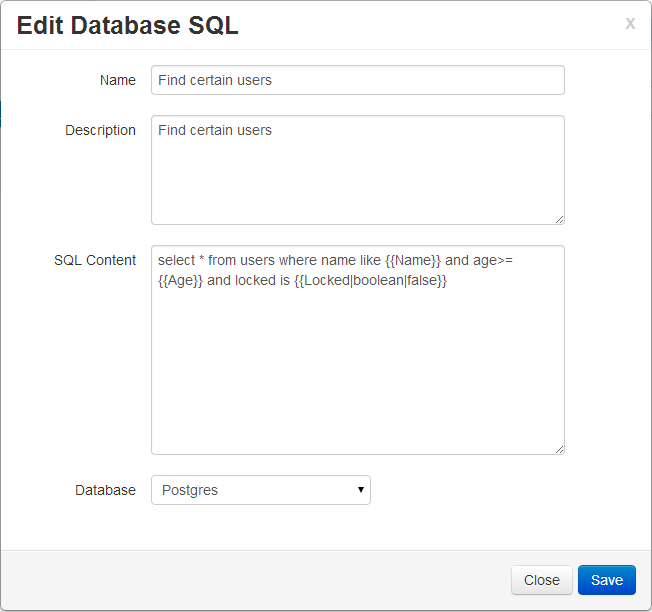 Edit Database SQL
x
Name
Find certain users
Description
Find certain users
SQL Content
select * from users where name like {{Name}} and age>=
{{Age}} and locked is {{Locked|boolean|false}}
Database
Postgres
Close
Save